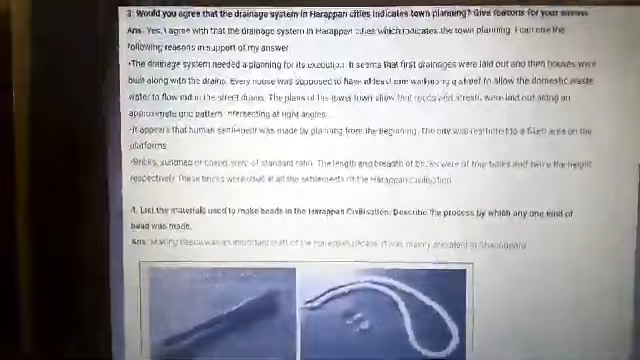 3. Would you agree that the drainage system in Harappan cities indicates town planning? Give reasons for your answer.
Ans. Yes, I agree with that the drainage system in Harappan cities which indicates the town planning. I can cite the
following reasons in support of my answer
•The drainage system needed a planning for its execution. It seems that first drainages were laid out and then houses were
built along with the drains. Every house was supposed to have at least one wall along a street to allow the domestic waste
water to flow out in the street drains. The plans of the lower town show that roads and streets were laid out along an
approximate grid pattern, intersecting at right angles.
•It appears that human settlement was made by planning from the beginning. The city was restricted to a fixed area on the
platforms.
•Bricks, sundried or baked, were of standard ratio. The length and breadth of bricks were of four times and twice the height
respectively. These bricks were used at all the settlements of the Harappan Civilisation.
4. List the materials used to make beads in the Harappan Civilisation. Describe the process by which any one kind of
bead was made.
Ans. Making beads was an important craft of the Harappan people. It was mainly prevalent in Chanhudaro